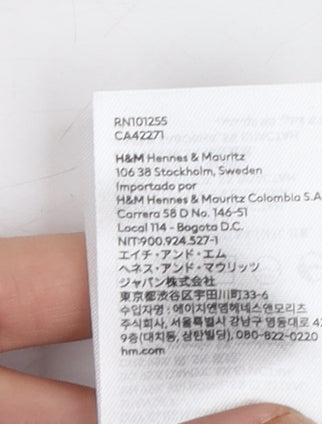 RN101255
CA42271
H&M Hennes & Mauritz
106 38 Stockholm, Sweden
Importado por
H&M Hennes & Mauritz Colombia S.A
Carrera 58 D No. 146-51
Local 114 - Bogota D.C.
NIT:900.924.527-1
エイチ・アンド・エム
ヘネス・アンド・マウリッツ
ジャパン株式会社
東京都渋谷区宇田川町33-6
수입자명 : 에이치엔엠헤네스앤모리츠
주식회사, 서울특별시 강남구 영동대로 4
9층(대치동, 삼탄빌딩), 080-822-0220
hm.com